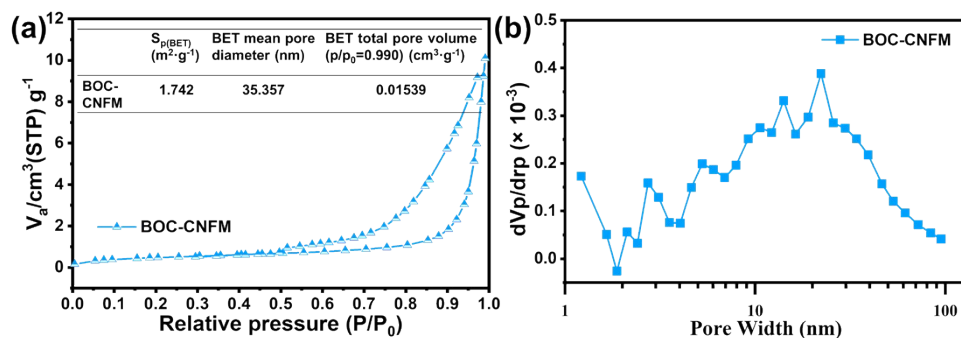 (a)
S_p(BET) (m²·g⁻¹)
BET mean pore diameter (nm)
BET total pore volume (p/p₀=0.990) (cm³·g⁻¹)
BOC-CNFM
1.742
35.357
0.01539
12
10
8
6
4
2
0
Vₐ/cm³(STP) g⁻¹
BOC-CNFM
0.0 0.1 0.2 0.3 0.4 0.5 0.6 0.7 0.8 0.9 1.0
Relative pressure (P/P₀)
(b)
BOC-CNFM
0.5
0.4
0.3
0.2
0.1
0.0
dVp/drp (× 10⁻³)
1 10 100
Pore Width (nm)